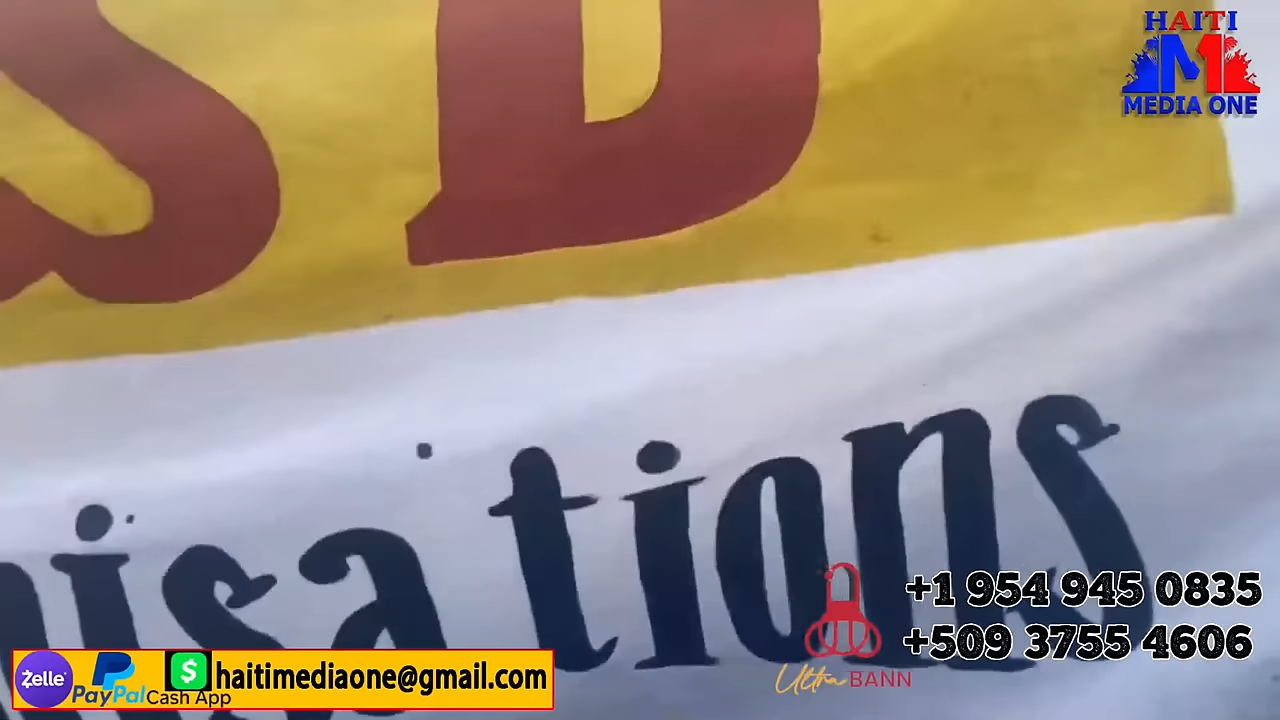 SD
nisations
HAITI
M
MEDIA ONE
+1 954 945 0835
+509 3755 4606
Ultra BANN
Zelle
PayPal
$
Cash App
haitimediaone@gmail.com